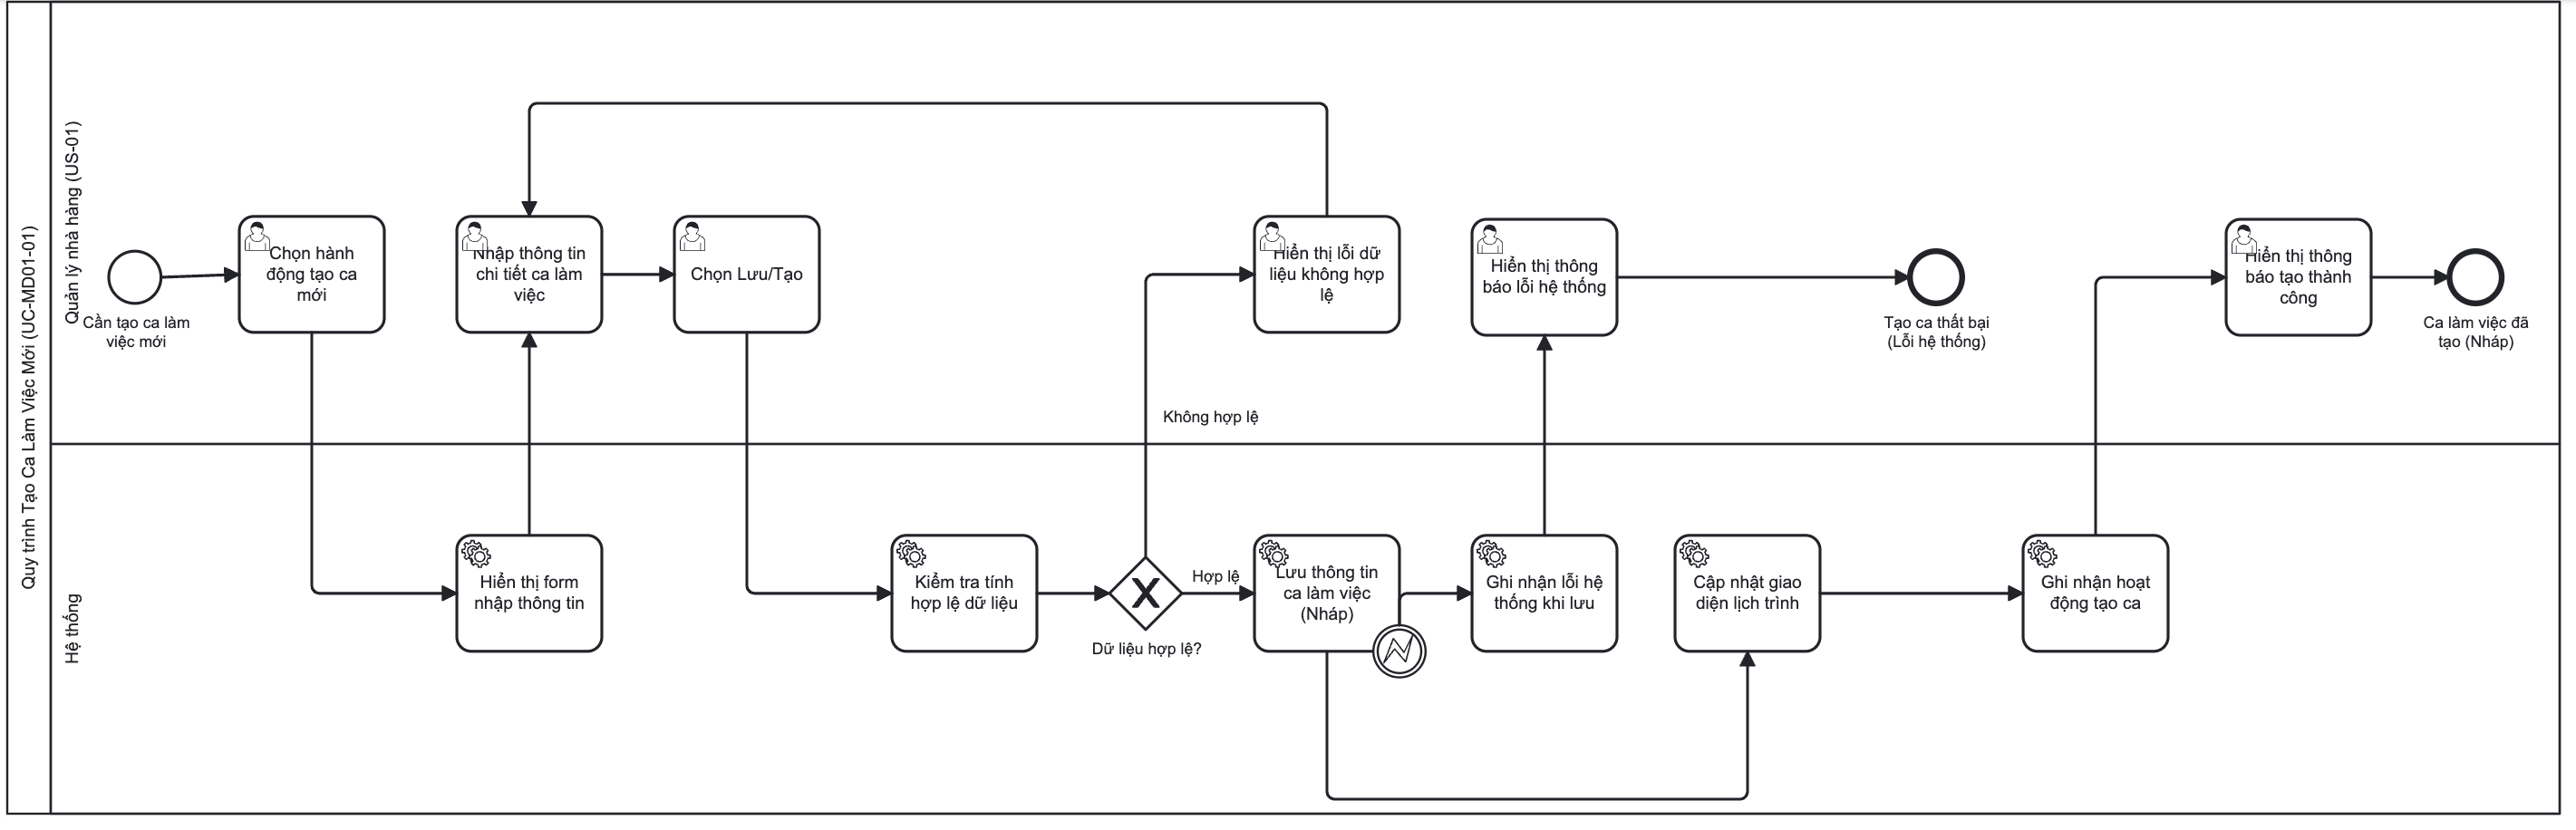 Quy trình Tạo Ca Làm Việc Mới (UC-MD01-01)
Quản lý nhà hàng (US-01)
Cần tạo ca làm
việc mới
Chọn hành
động tạo ca
mới
Nhập thông tin
chi tiết ca làm
việc
Chọn Lưu/Tạo
Hiển thị lỗi dữ
liệu không hợp
lệ
Hiển thị thông
báo lỗi hệ thống
Tạo ca thất bại
(Lỗi hệ thống)
Hiển thị thông
báo tạo thành
công
Ca làm việc đã
tạo (Nháp)
Không hợp lệ
Hệ thống
Hiển thị form
nhập thông tin
Kiểm tra tính
hợp lệ dữ liệu
Dữ liệu hợp lệ?
Hợp lệ
Lưu thông tin
ca làm việc
(Nháp)
Ghi nhận lỗi hệ
thống khi lưu
Cập nhật giao
diện lịch trình
Ghi nhận hoạt
động tạo ca